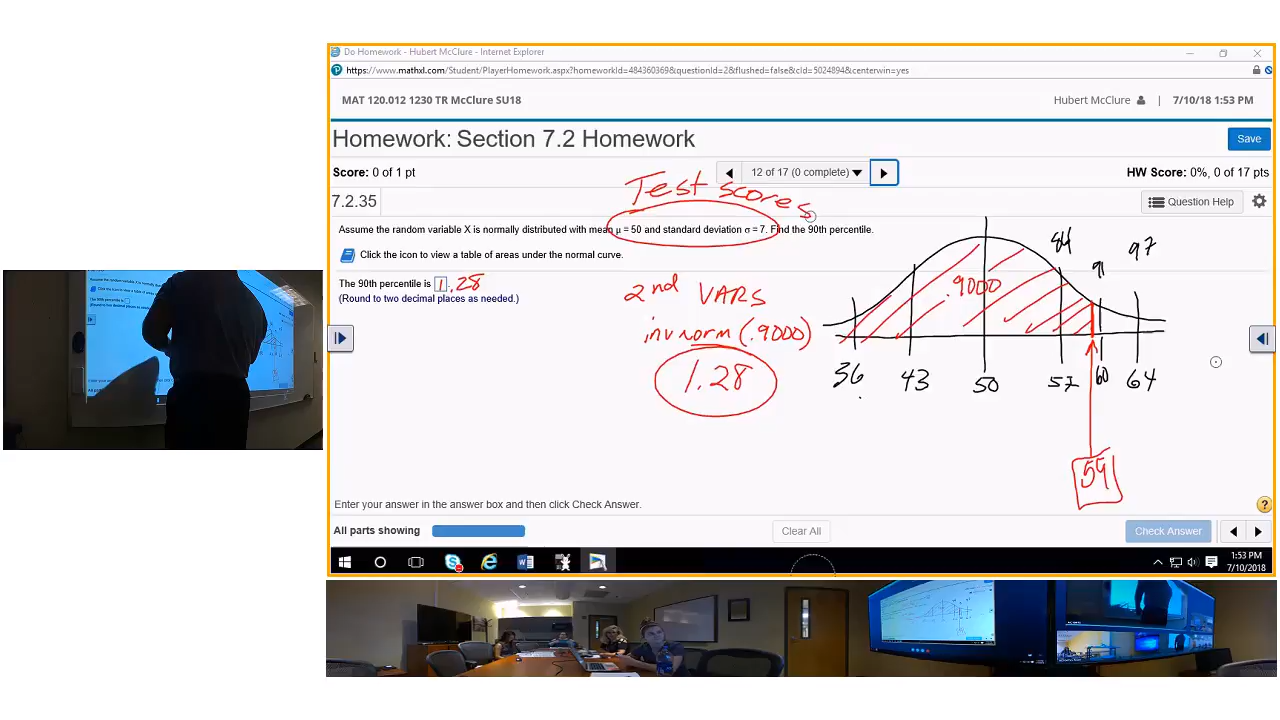 Do Homework - Hubert McClure - Internet Explorer
https://www.mathxl.com/Student/PlayerHomework.aspx?homeworkId=484360369&questionId=2&flushed=false&cId=5024894&centerwin=yes
MAT 120.012 1230 TR McClure SU18
Hubert McClure | 7/10/18 1:53 PM
Homework: Section 7.2 Homework
Save
Score: 0 of 1 pt
12 of 17 (0 complete)
HW Score: 0%, 0 of 17 pts
7.2.35
Test scores
Question Help
Assume the random variable X is normally distributed with mean μ = 50 and standard deviation σ = 7. Find the 90th percentile.
Click the icon to view a table of areas under the normal curve.
The 90th percentile is 1.28
(Round to two decimal places as needed.)
2nd VARS
invnorm (.9000)
1.28
84
91
97
.9000
36
43
50
57
60
64
59
Enter your answer in the answer box and then click Check Answer.
All parts showing
Clear All
Check Answer
1:53 PM
7/10/2018